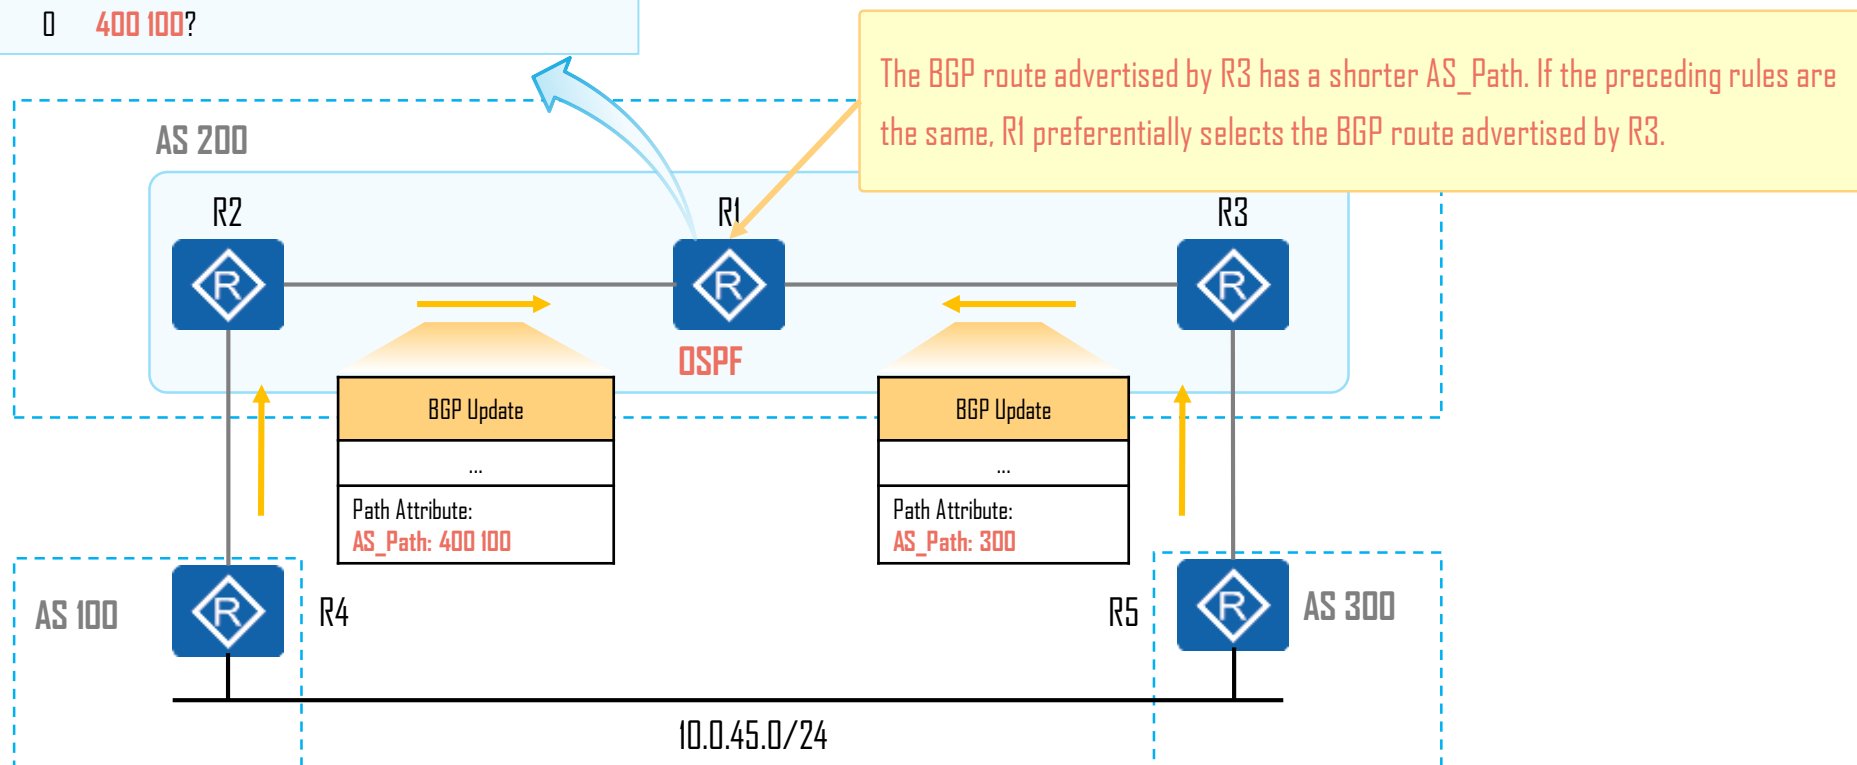 0 400 100?
The BGP route advertised by R3 has a shorter AS_Path. If the preceding rules are
the same, R1 preferentially selects the BGP route advertised by R3.
AS 200
R2
R1
R3
R
R
R
OSPF
BGP Update
...
Path Attribute:
AS_Path: 400 100
BGP Update
...
Path Attribute:
AS_Path: 300
AS 100
R
R4
R5
R
AS 300
10.0.45.0/24